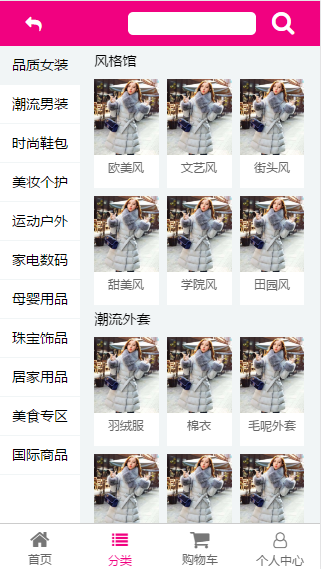 品质女装
潮流男装
时尚鞋包
美妆个护
运动户外
家电数码
母婴用品
珠宝饰品
居家用品
美食专区
国际商品
风格馆
欧美风 文艺风 街头风
甜美风 学院风 田园风
潮流外套
羽绒服 棉衣 毛呢外套
首页 分类 购物车 个人中心